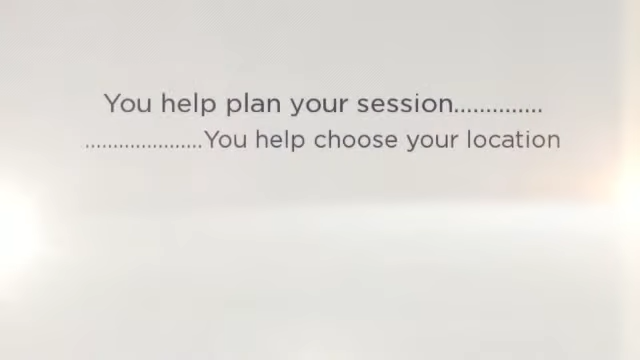 You help plan your session..............
.....................You help choose your location